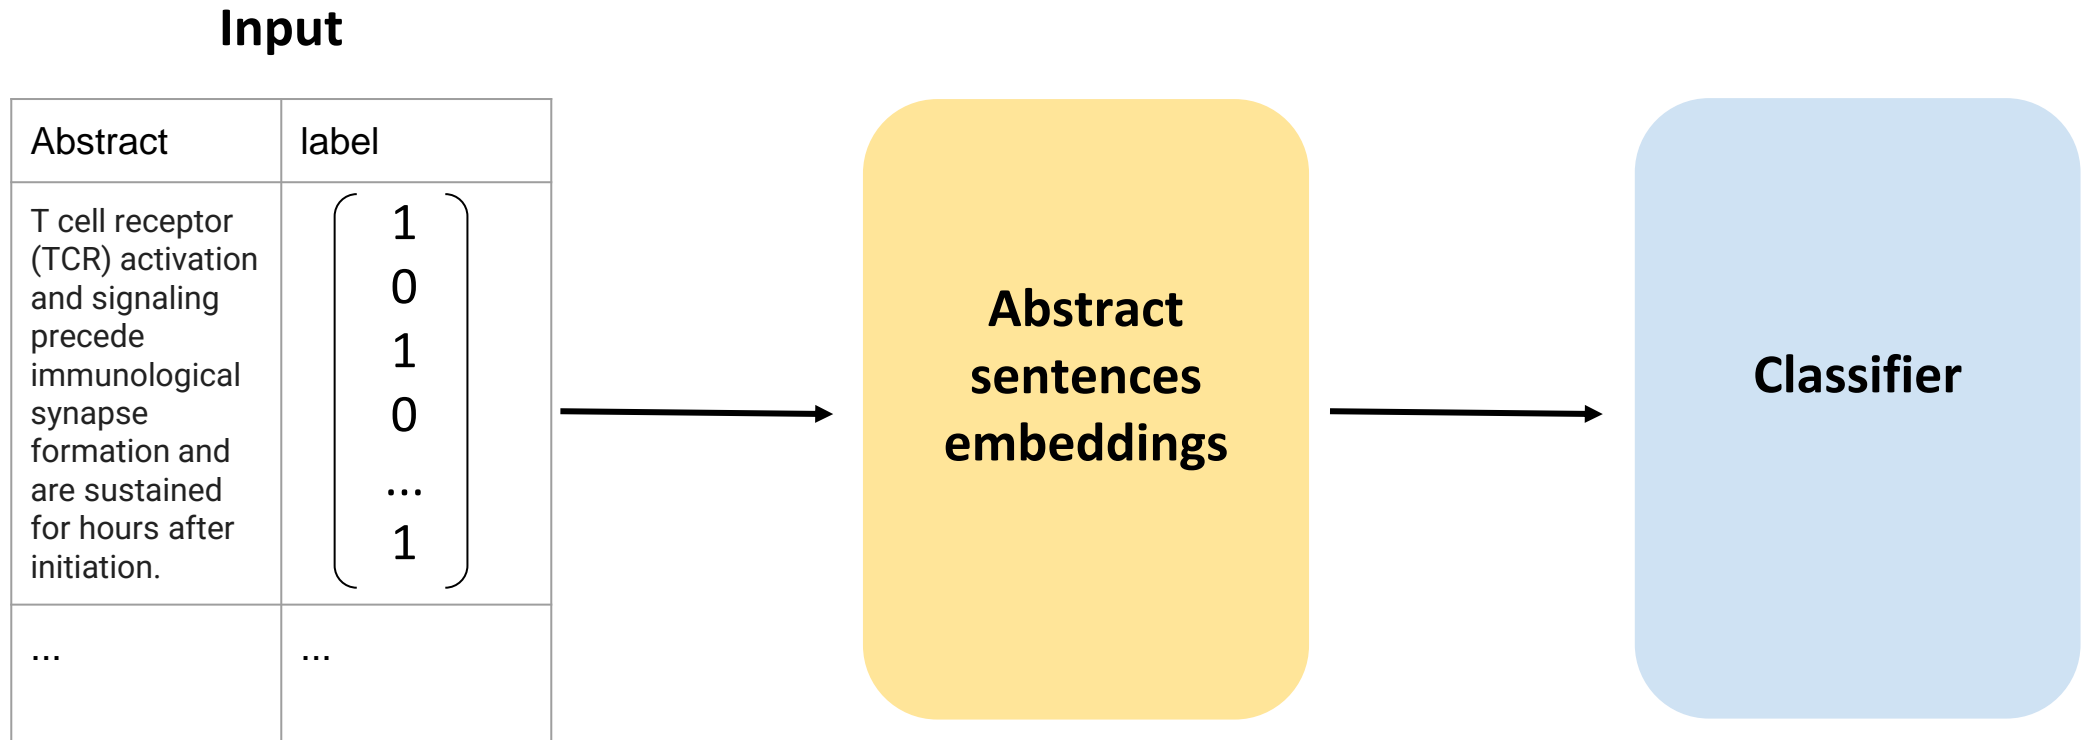 Input
Abstract
label
T cell receptor
(TCR) activation
and signaling
precede
immunological
synapse
formation and
are sustained
for hours after
initiation.
1
0
1
0
...
1
...
...
Abstract
sentences
embeddings
Classifier